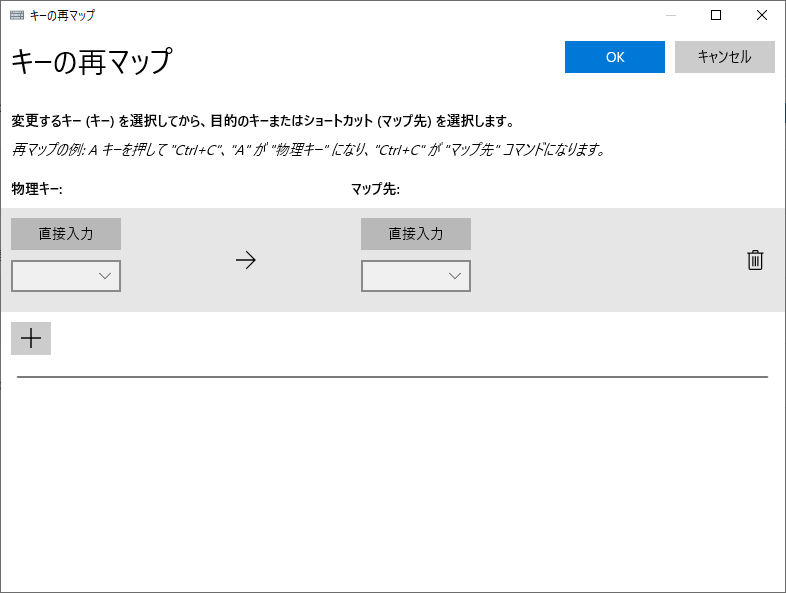 キーの再マップ
キーの再マップ
OK
キャンセル
変更するキー (キー) を選択してから、目的のキーまたはショートカット (マップ先) を選択します。
再マップの例: A キーを押して "Ctrl+C"、"A" が "物理キー" になり、"Ctrl+C" が "マップ先" コマンドになります。
物理キー:
マップ先:
直接入力
直接入力